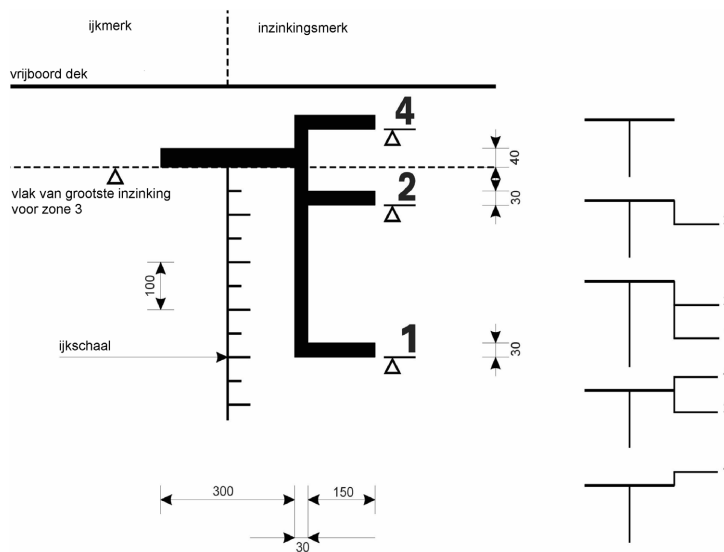 ijkmerk
inzinkingsmerk
vrijboord dek
4
40
vlak van grootste inzinking
voor zone 3
2
30
100
ijkschaal
1
30
300
150
30